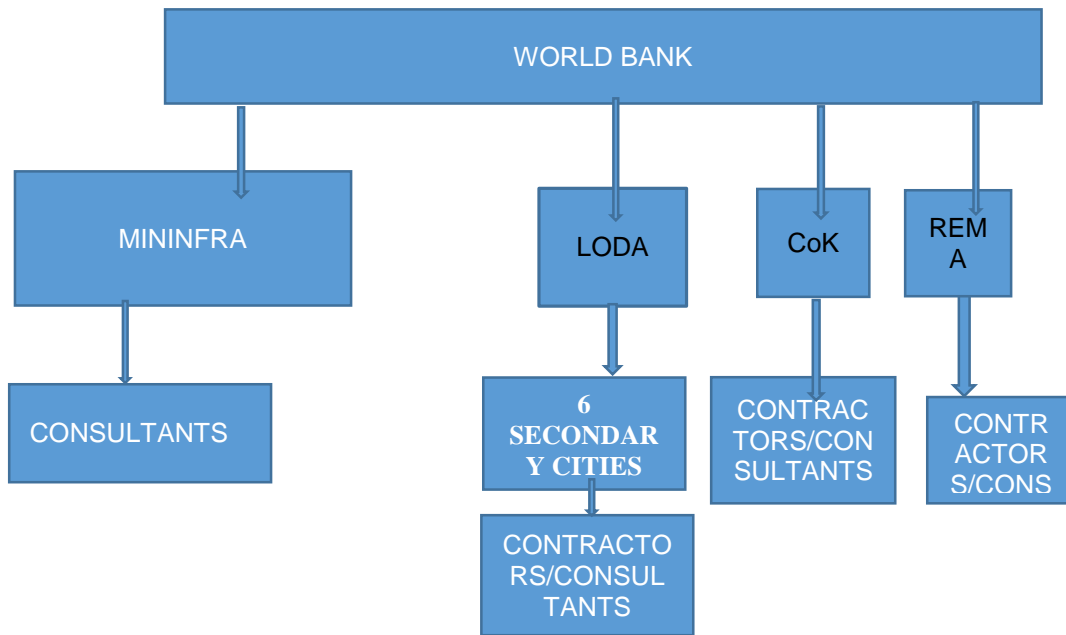 WORLD BANK
MININFRA
LODA
CoK
REM
A
CONSULTANTS
6
SECONDAR
Y CITIES
CONTRAC
TORS/CON
SULTANTS
CONTR
ACTOR
S/CONS
CONTRACTO
RS/CONSUL
TANTS